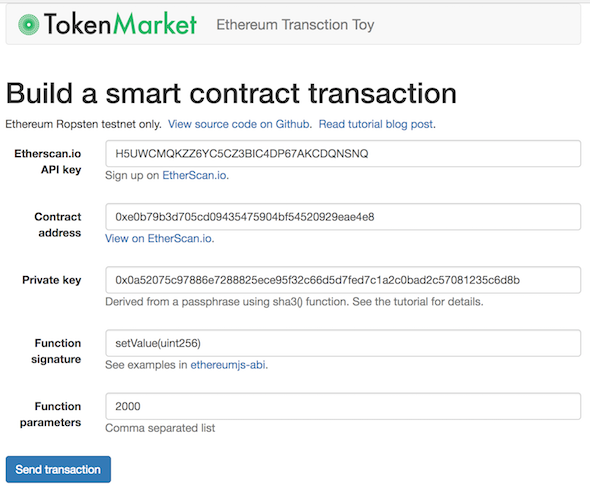 TokenMarket Ethereum Transction Toy
Build a smart contract transaction
Ethereum Ropsten testnet only. View source code on Github. Read tutorial blog post.
Etherscan.io
API key
H5UWCMQKZZ6YC5CZ3BIC4DP67AKCDQNSNQ
Sign up on EtherScan.io.
Contract
address
0xe0b79b3d705cd09435475904bf54520929eae4e8
View on EtherScan.io.
Private key
0x0a52075c97886e7288825ece95f32c66d5d7fed7c1a2c0bad2c57081235c6d8b
Derived from a passphrase using sha3() function. See the tutorial for details.
Function
signature
setValue(uint256)
See examples in ethereumjs-abi.
Function
parameters
2000
Comma separated list
Send transaction